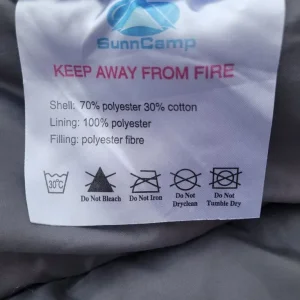 SunnCamp
KEEP AWAY FROM FIRE
Shell: 70% polyester 30% cotton
Lining: 100% polyester
Filling: polyester fibre
30°C
Do Not Bleach Do Not Iron Do Not Dryclean Do Not Tumble Dry